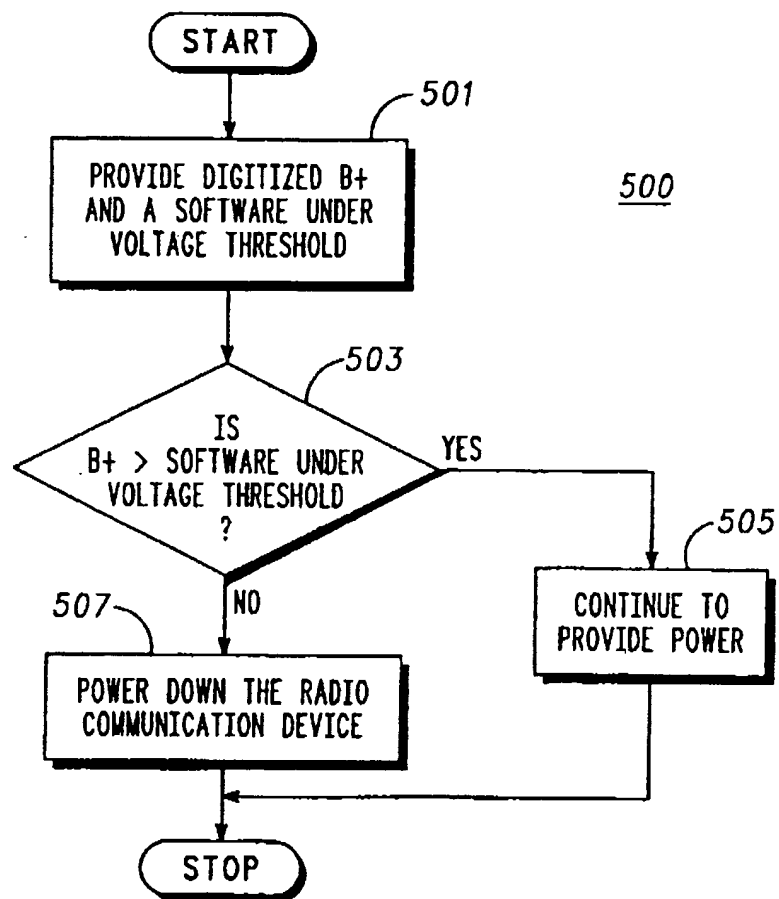 START
501
PROVIDE DIGITIZED B+
AND A SOFTWARE UNDER
VOLTAGE THRESHOLD
500
503
IS
B+ > SOFTWARE UNDER
VOLTAGE THRESHOLD
?
YES
505
NO
CONTINUE TO
PROVIDE POWER
507
POWER DOWN THE RADIO
COMMUNICATION DEVICE
STOP